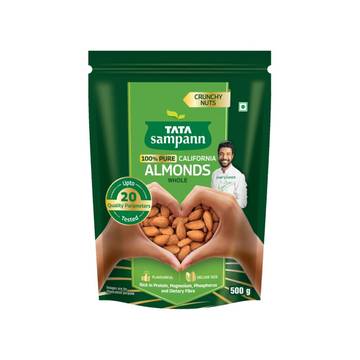 CRUNCHY
NUTS
TATA
sampann
100% PURE CALIFORNIA
ALMONDS
WHOLE
Upto
20
Quality Parameters
Tested
FLAVOURFUL
Rich in Protein, Magnesium, Phosphorus
and Dietary Fibre
500 g